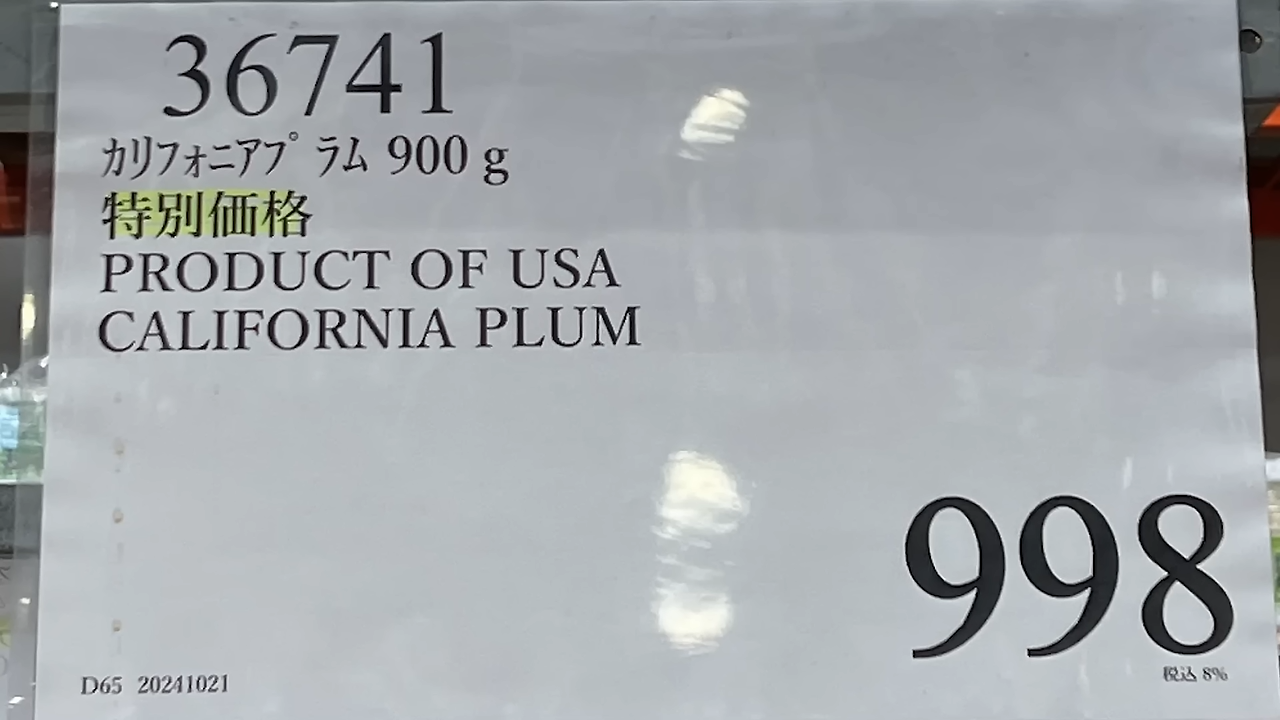 36741
ｶﾘﾌｫﾆｱﾌﾟﾗﾑ 900 g
特別価格
PRODUCT OF USA
CALIFORNIA PLUM
998
税込 8%
D65 20241021